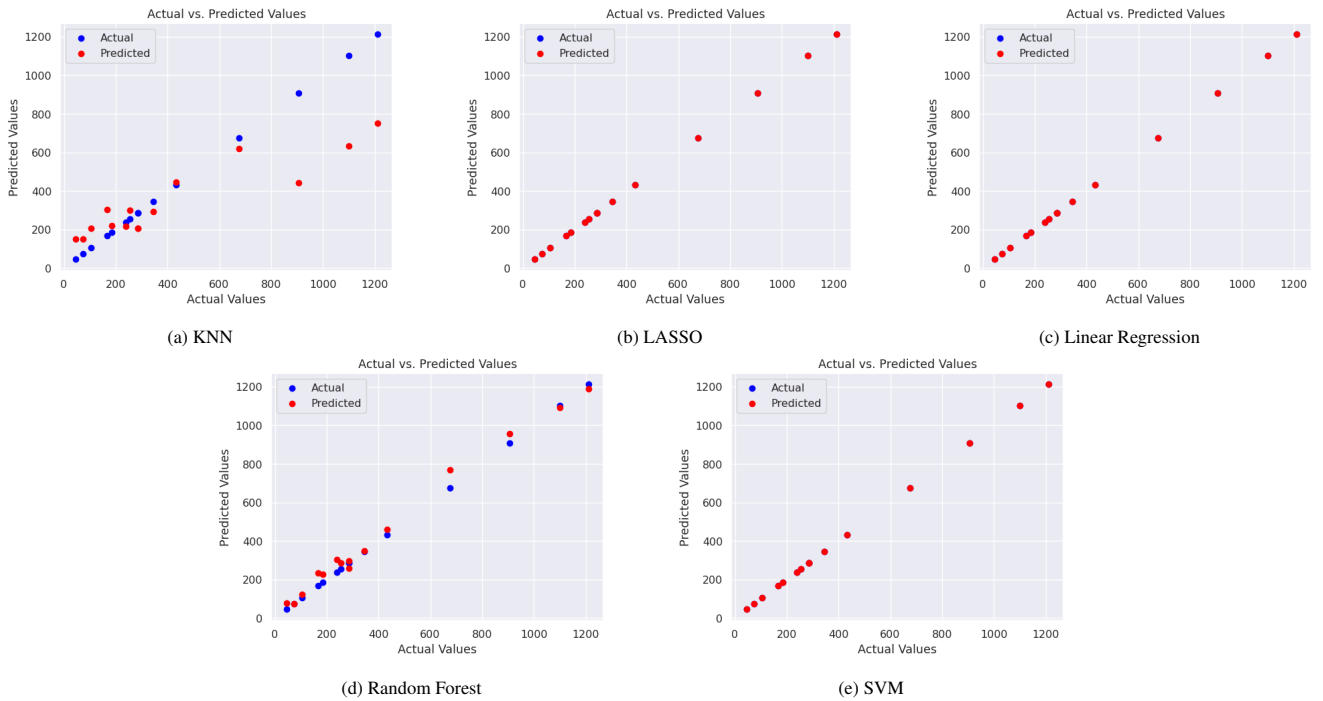 Actual vs. Predicted Values
Actual
Predicted
Predicted Values
1200
1000
800
600
400
200
0
0 200 400 600 800 1000 1200
Actual Values
(a) KNN
Actual vs. Predicted Values
Actual
Predicted
Predicted Values
1200
1000
800
600
400
200
0
0 200 400 600 800 1000 1200
Actual Values
(b) LASSO
Actual vs. Predicted Values
Actual
Predicted
Predicted Values
1200
1000
800
600
400
200
0
0 200 400 600 800 1000 1200
Actual Values
(c) Linear Regression
Actual vs. Predicted Values
Actual
Predicted
Predicted Values
1200
1000
800
600
400
200
0
0 200 400 600 800 1000 1200
Actual Values
(d) Random Forest
Actual vs. Predicted Values
Actual
Predicted
Predicted Values
1200
1000
800
600
400
200
0
0 200 400 600 800 1000 1200
Actual Values
(e) SVM